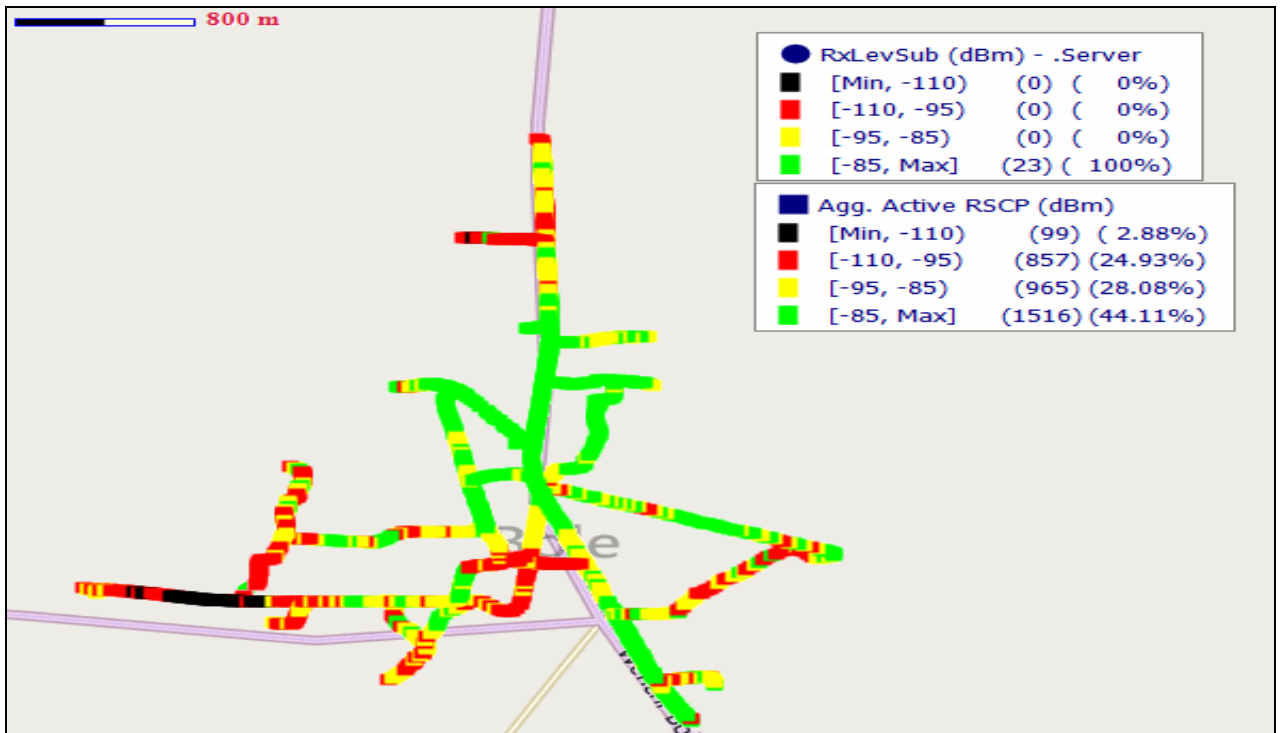 800 m
RxLevSub (dBm) - .Server
[Min, -110) (0) ( 0%)
[-110, -95) (0) ( 0%)
[-95, -85) (0) ( 0%)
[-85, Max] (23) ( 100%)
Agg. Active RSCP (dBm)
[Min, -110) (99) ( 2.88%)
[-110, -95) (857) (24.93%)
[-95, -85) (965) (28.08%)
[-85, Max] (1516) (44.11%)
Bole